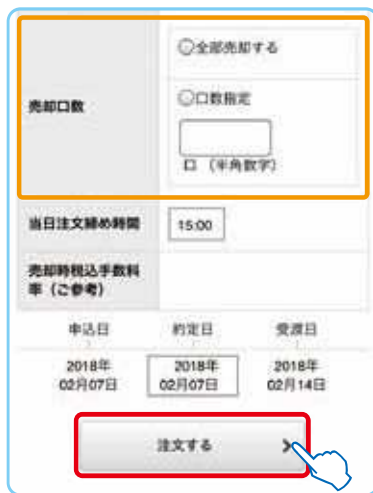 ○全部売却する
売却口数
○口数指定
口 (半角数字)
当日注文締め時間
15:00
売却時税込手数料
率（ご参考）
申込日 約定日 受渡日
2018年 2018年 2018年
02月07日 02月07日 02月14日
注文する